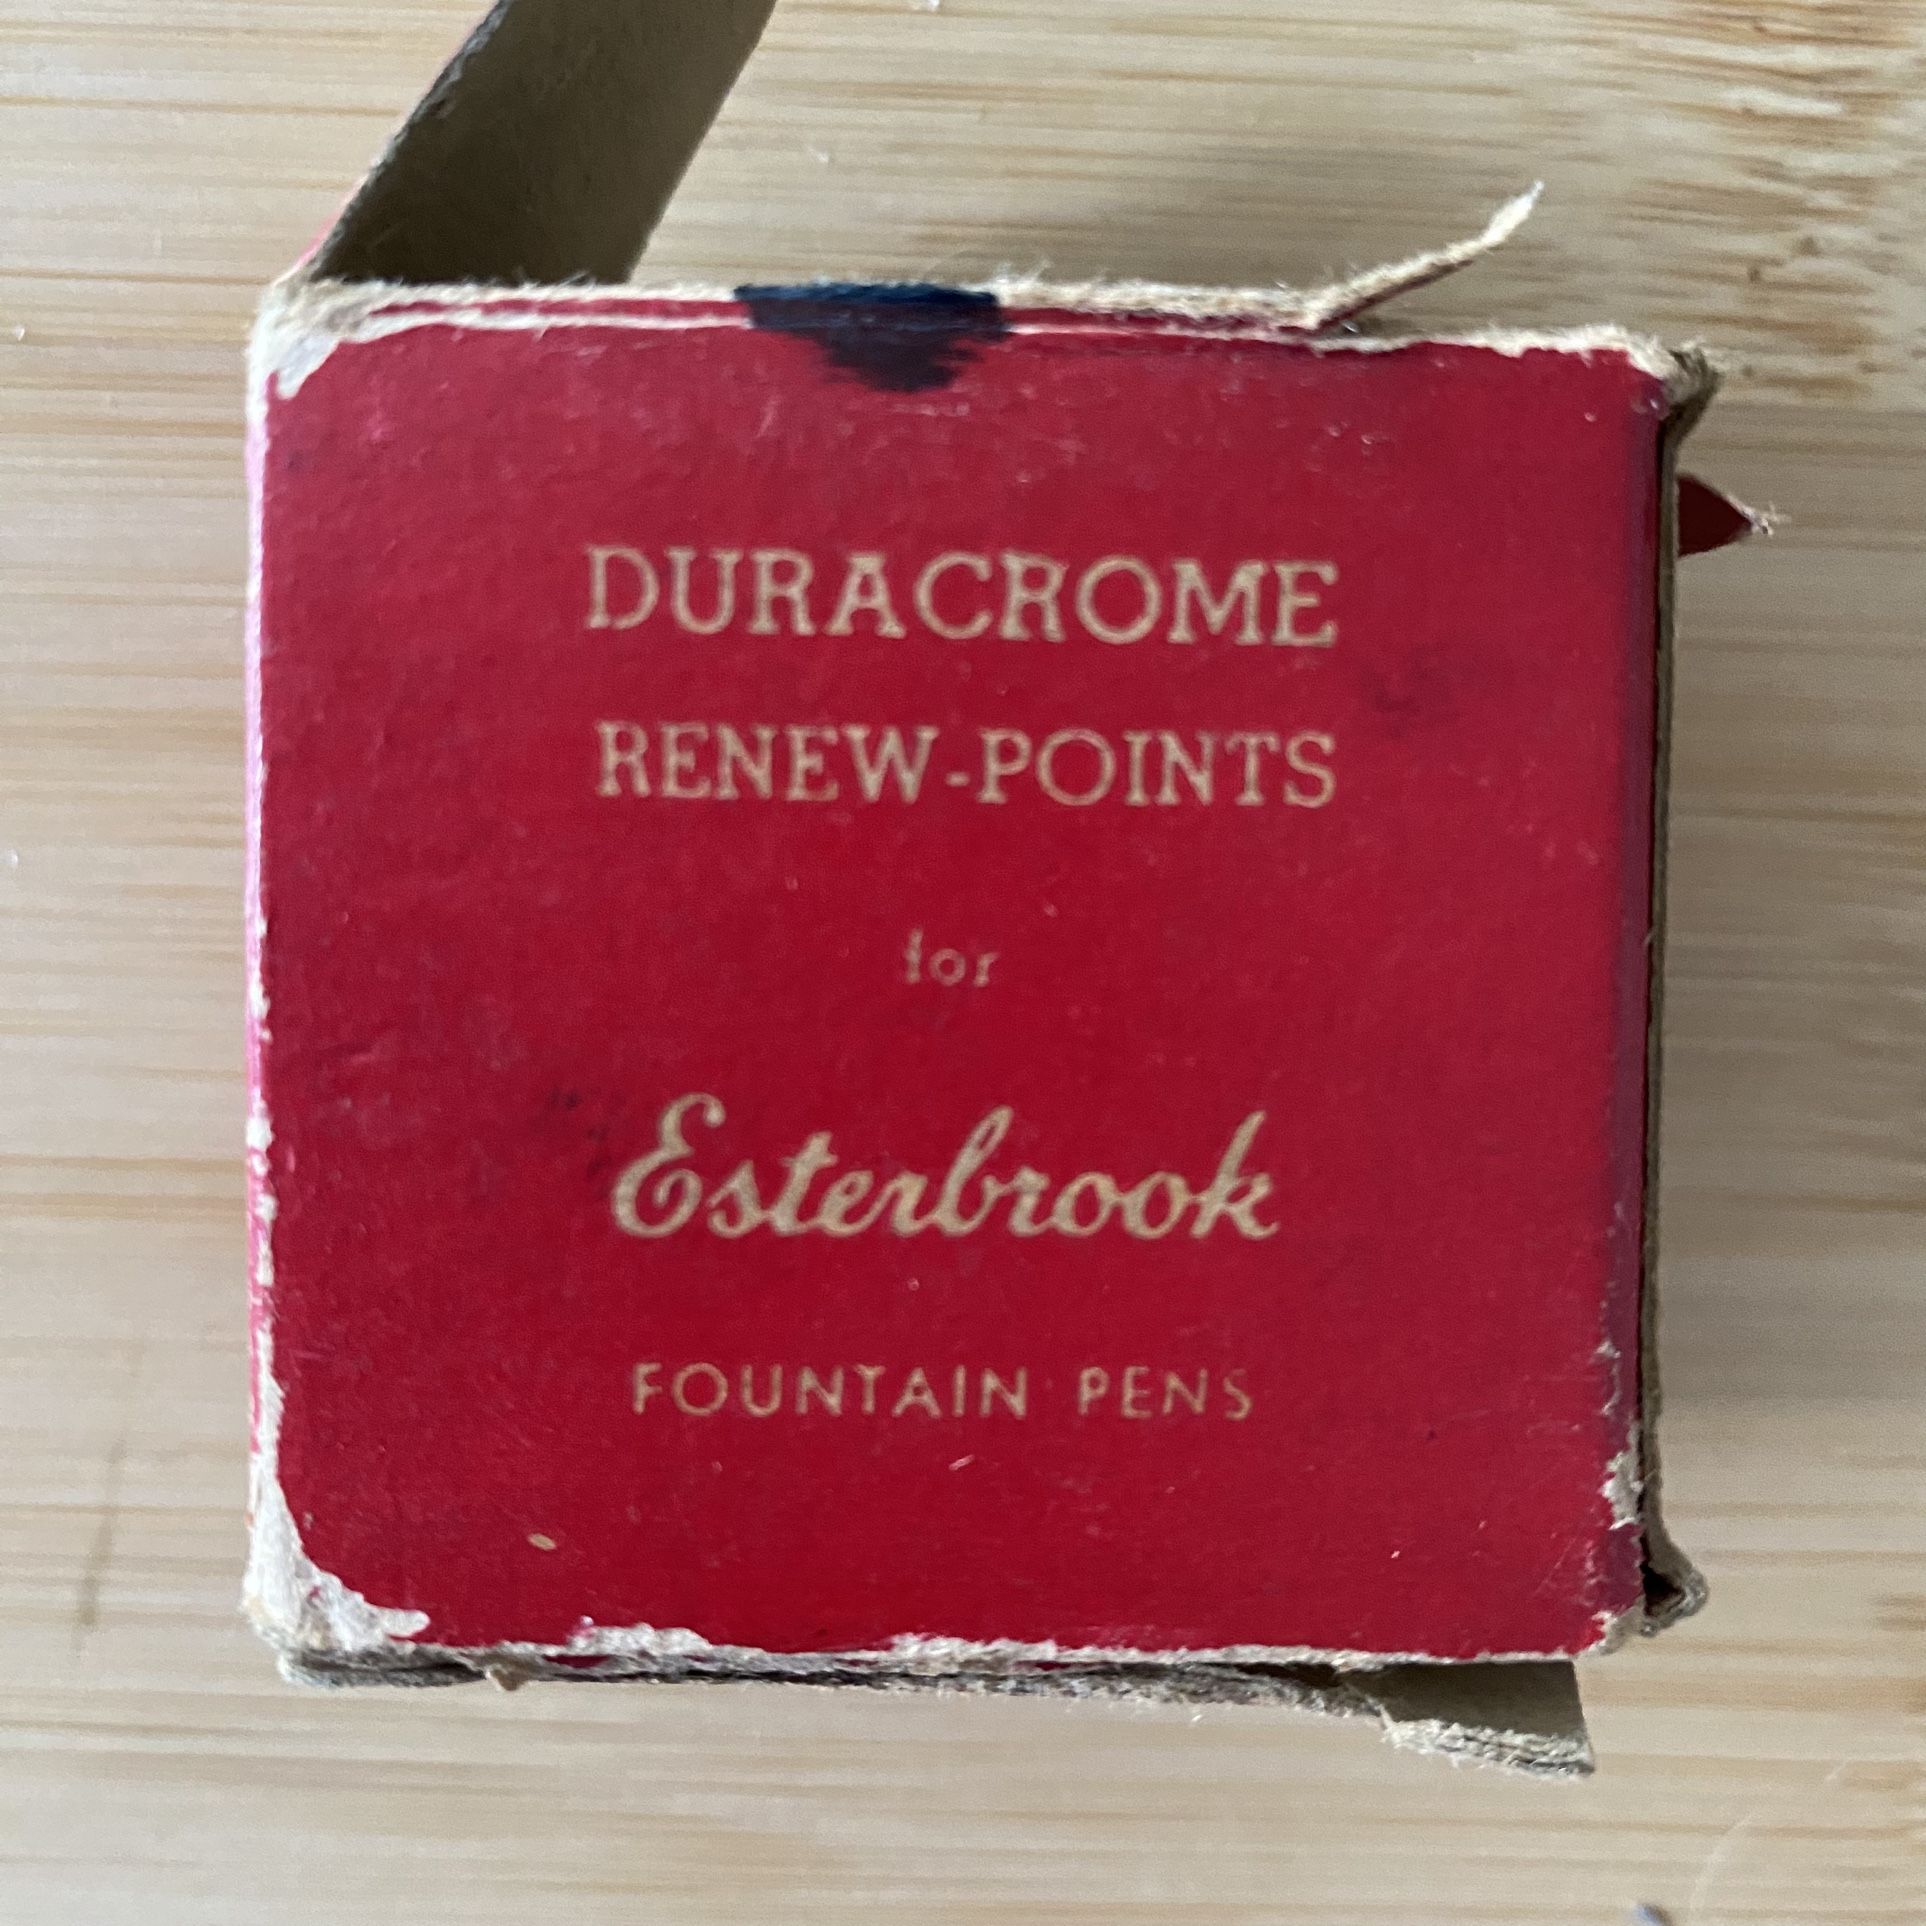 DURACROME
RENEW-POINTS
for
Esterbrook
FOUNTAIN PENS